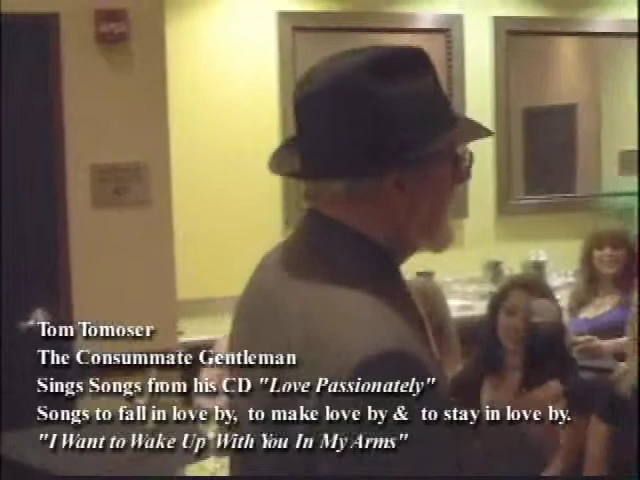 Tom Tomoser
The Consummate Gentleman
Sings Songs from his CD "Love Passionately"
Songs to fall in love by, to make love by & to stay in love by.
"I Want to Wake Up With You In My Arms"